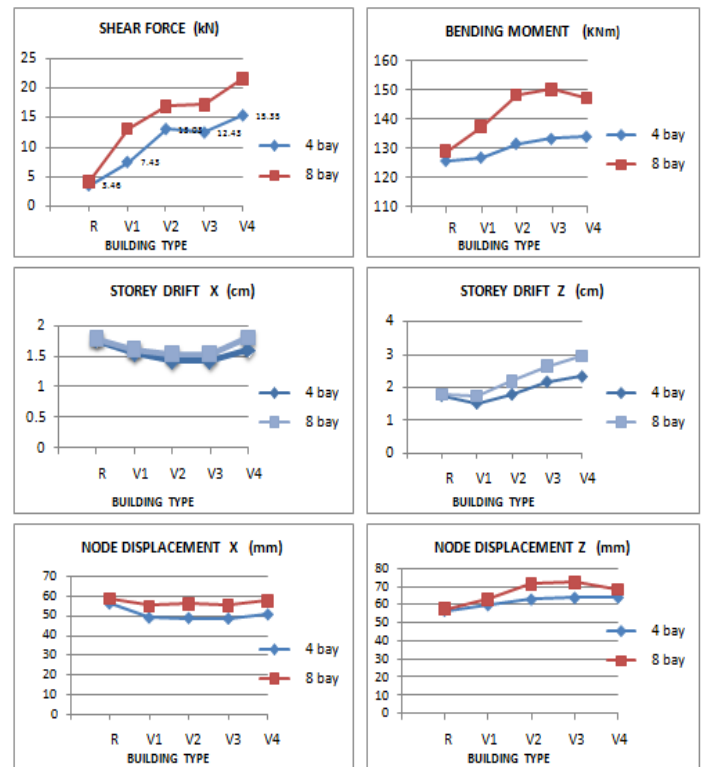 SHEAR FORCE (kN)
25
20
15
10
5
0
3.46
7.43
12.43
15.35
4 bay
8 bay
R V1 V2 V3 V4
BUILDING TYPE
BENDING MOMENT (KNm)
160
150
140
130
120
110
4 bay
8 bay
R V1 V2 V3 V4
BUILDING TYPE
STOREY DRIFT X (cm)
2
1.5
1
0.5
0
4 bay
8 bay
R V1 V2 V3 V4
BUILDING TYPE
STOREY DRIFT Z (cm)
4
3
2
1
0
4 bay
8 bay
R V1 V2 V3 V4
BUILDING TYPE
NODE DISPLACEMENT X (mm)
70
60
50
40
30
20
10
0
4 bay
8 bay
R V1 V2 V3 V4
BUILDING TYPE
NODE DISPLACEMENT Z (mm)
80
70
60
50
40
30
20
10
0
4 bay
8 bay
R V1 V2 V3 V4
BUILDING TYPE